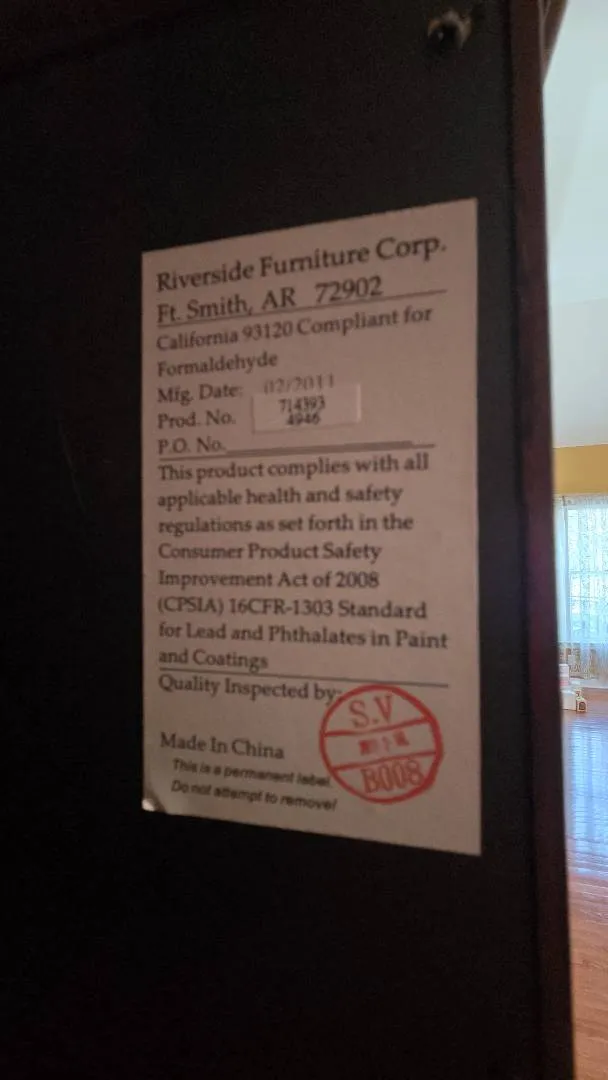 Riverside Furniture Corp.
Ft. Smith, AR 72902
California 93120 Compliant for
Formaldehyde
Mfg. Date: 02/2011
Prod. No. 714393
4946
P.O. No.
This product complies with all
applicable health and safety
regulations as set forth in the
Consumer Product Safety
Improvement Act of 2008
(CPSIA) 16CFR-1303 Standard
for Lead and Phthalates in Paint
and Coatings
Quality Inspected by:
S.V
B008
Made In China
This is a permanent label
Do not attempt to remove!